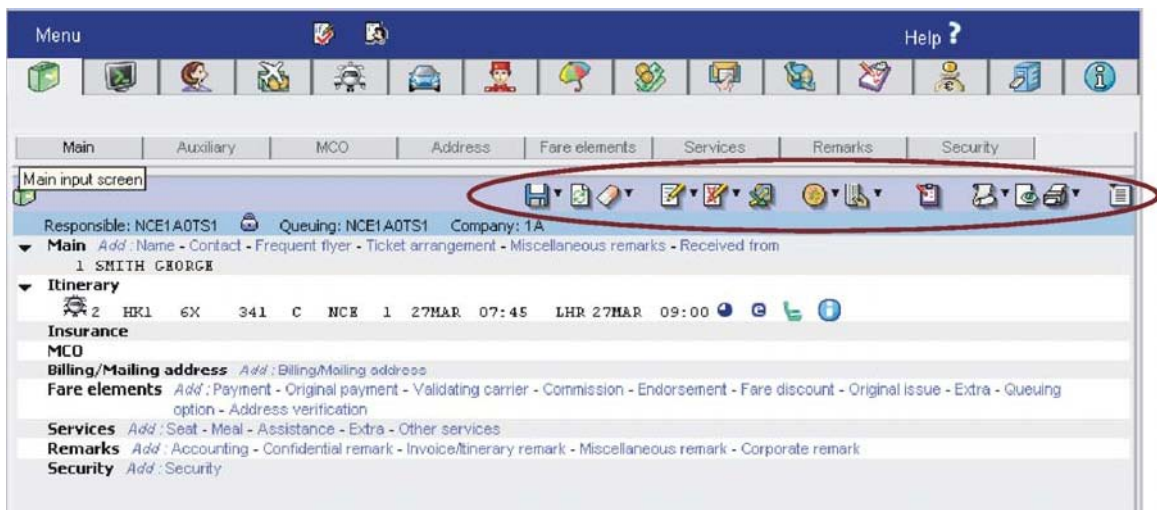 Menu Help ?
Main Auxiliary MCO Address Fare elements Services Remarks Security
Main input screen
Responsible: NCE1A0TS1 Queuing: NCE1A0TS1 Company: 1A
Main Add : Name - Contact - Frequent flyer - Ticket arrangement - Miscellaneous remarks - Received from
1 SMITH GEORGE
Itinerary
2 HK1 6X 341 C NCE 1 27MAR 07:45 LHR 27MAR 09:00
Insurance
MCO
Billing/Mailing address Add : Billing/Mailing address
Fare elements Add : Payment - Original payment - Validating carrier - Commission - Endorsement - Fare discount - Original issue - Extra - Queuing
option - Address verification
Services Add : Seat - Meal - Assistance - Extra - Other services
Remarks Add : Accounting - Confidential remark - Invoice/Itinerary remark - Miscellaneous remark - Corporate remark
Security Add : Security